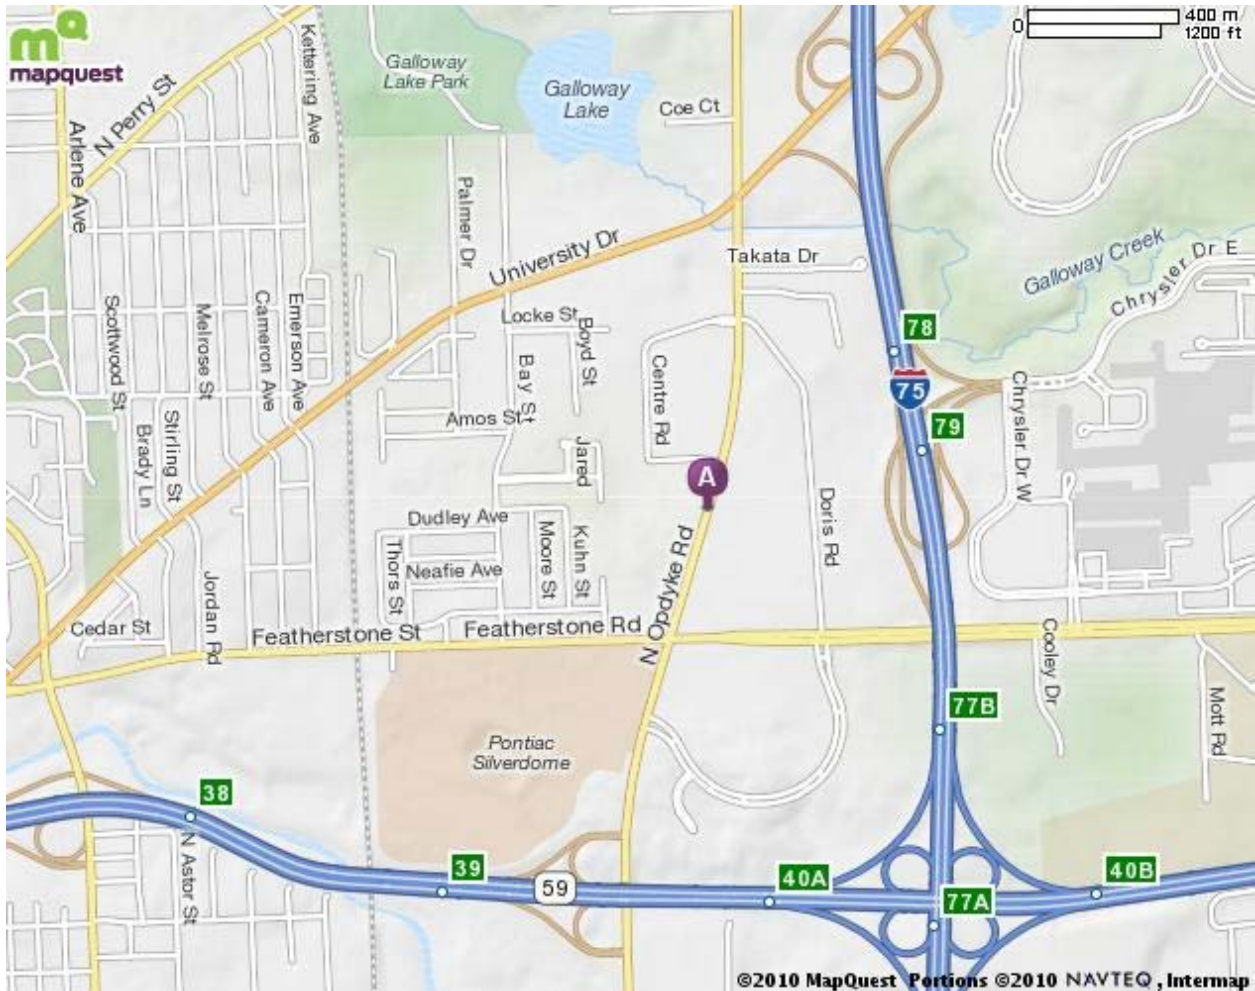 mapquest
0
400 m
1200 ft
N Perry St
Arlene Ave
Kettering Ave
Galloway
Lake Park
Galloway
Lake
Coe Ct
Palmer Dr
University Dr
Takata Dr
Galloway Creek
Chrysler Dr E
Scottwood St
Melrose St
Cameron Ave
Emerson Ave
Locke St
Boyd St
Bay St
Centre Rd
78
75
79
Chrysler Dr W
Amos St
Brady Ln
Stirling St
Jared
A
Doris Rd
Dudley Ave
Thors St
Neafie Ave
Moore St
Kuhn St
N Opdyke Rd
Cedar St
Jordan Rd
Featherstone St
Featherstone Rd
Cooley Dr
Mott Rd
77B
Pontiac
Silverdome
38
N Astor St
39
59
40A
77A
40B
©2010 MapQuest Portions ©2010 NAVTEQ, Intermap